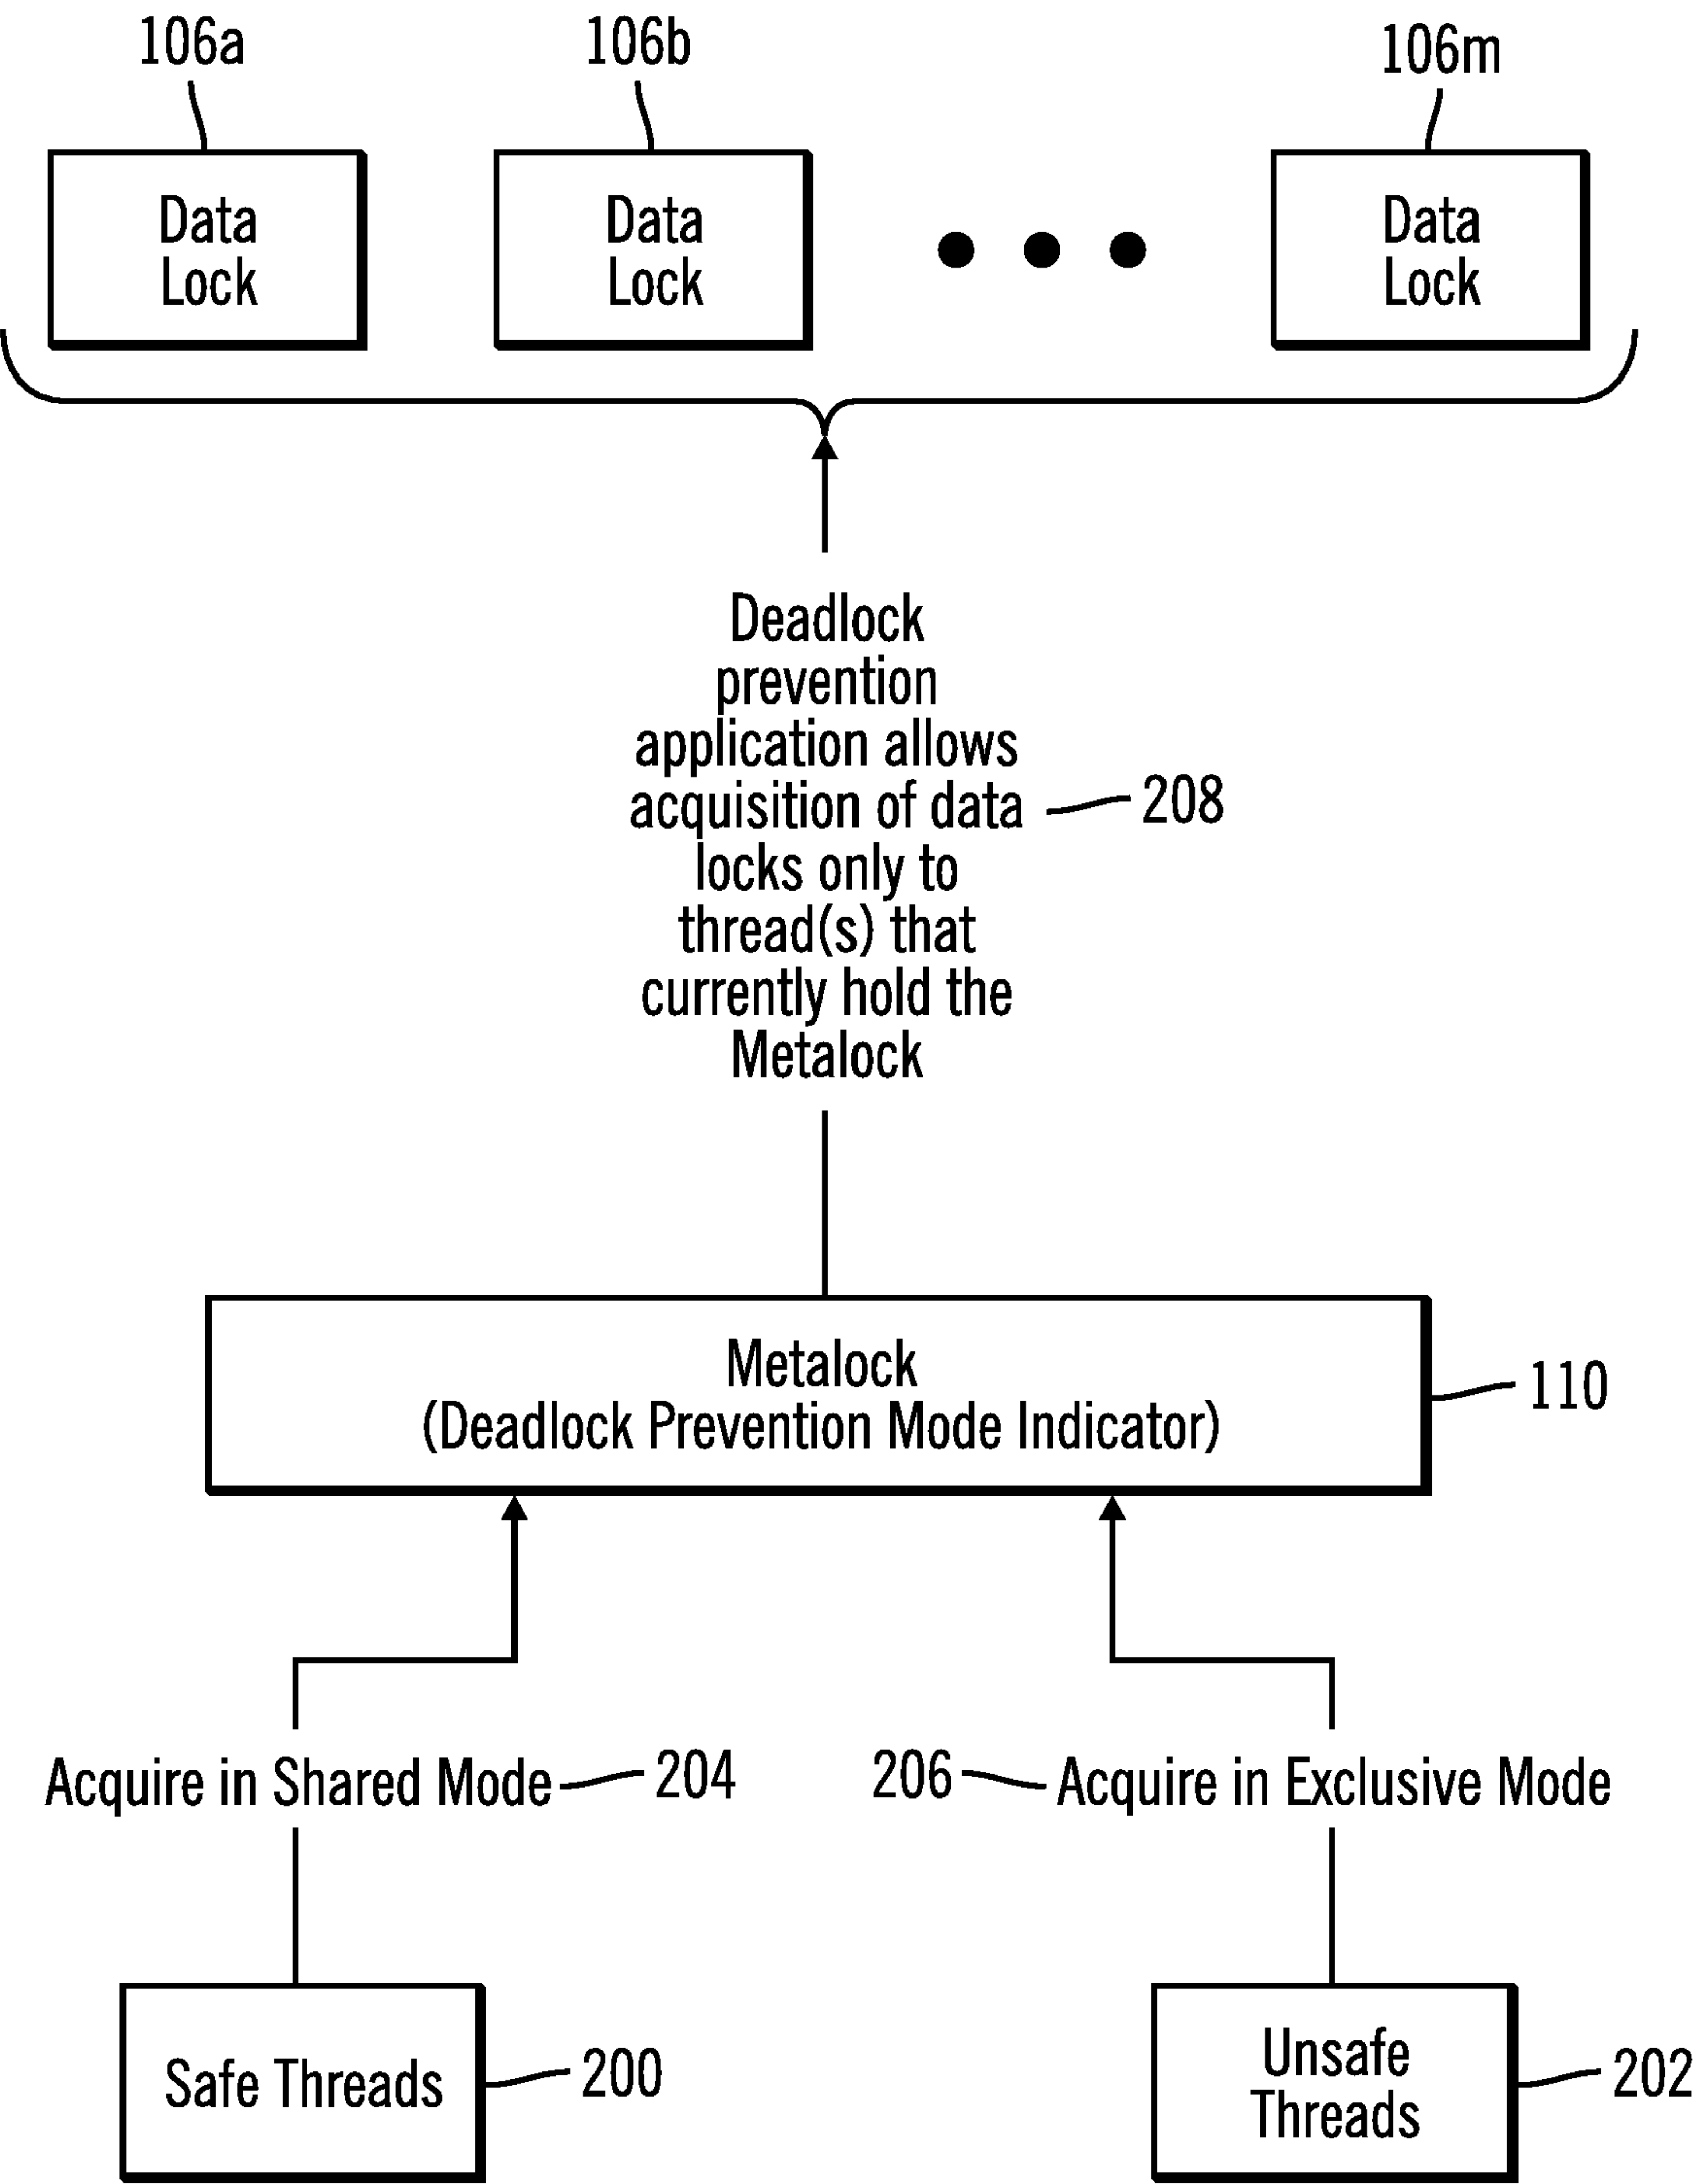 106a
106b
106m
Data
Lock
Data
Lock
Data
Lock
Deadlock
prevention
application allows
acquisition of data
locks only to
thread(s) that
currently hold the
Metalock
208
Metalock
(Deadlock Prevention Mode Indicator)
110
Acquire in Shared Mode
204
206
Acquire in Exclusive Mode
Safe Threads
200
Unsafe
Threads
202